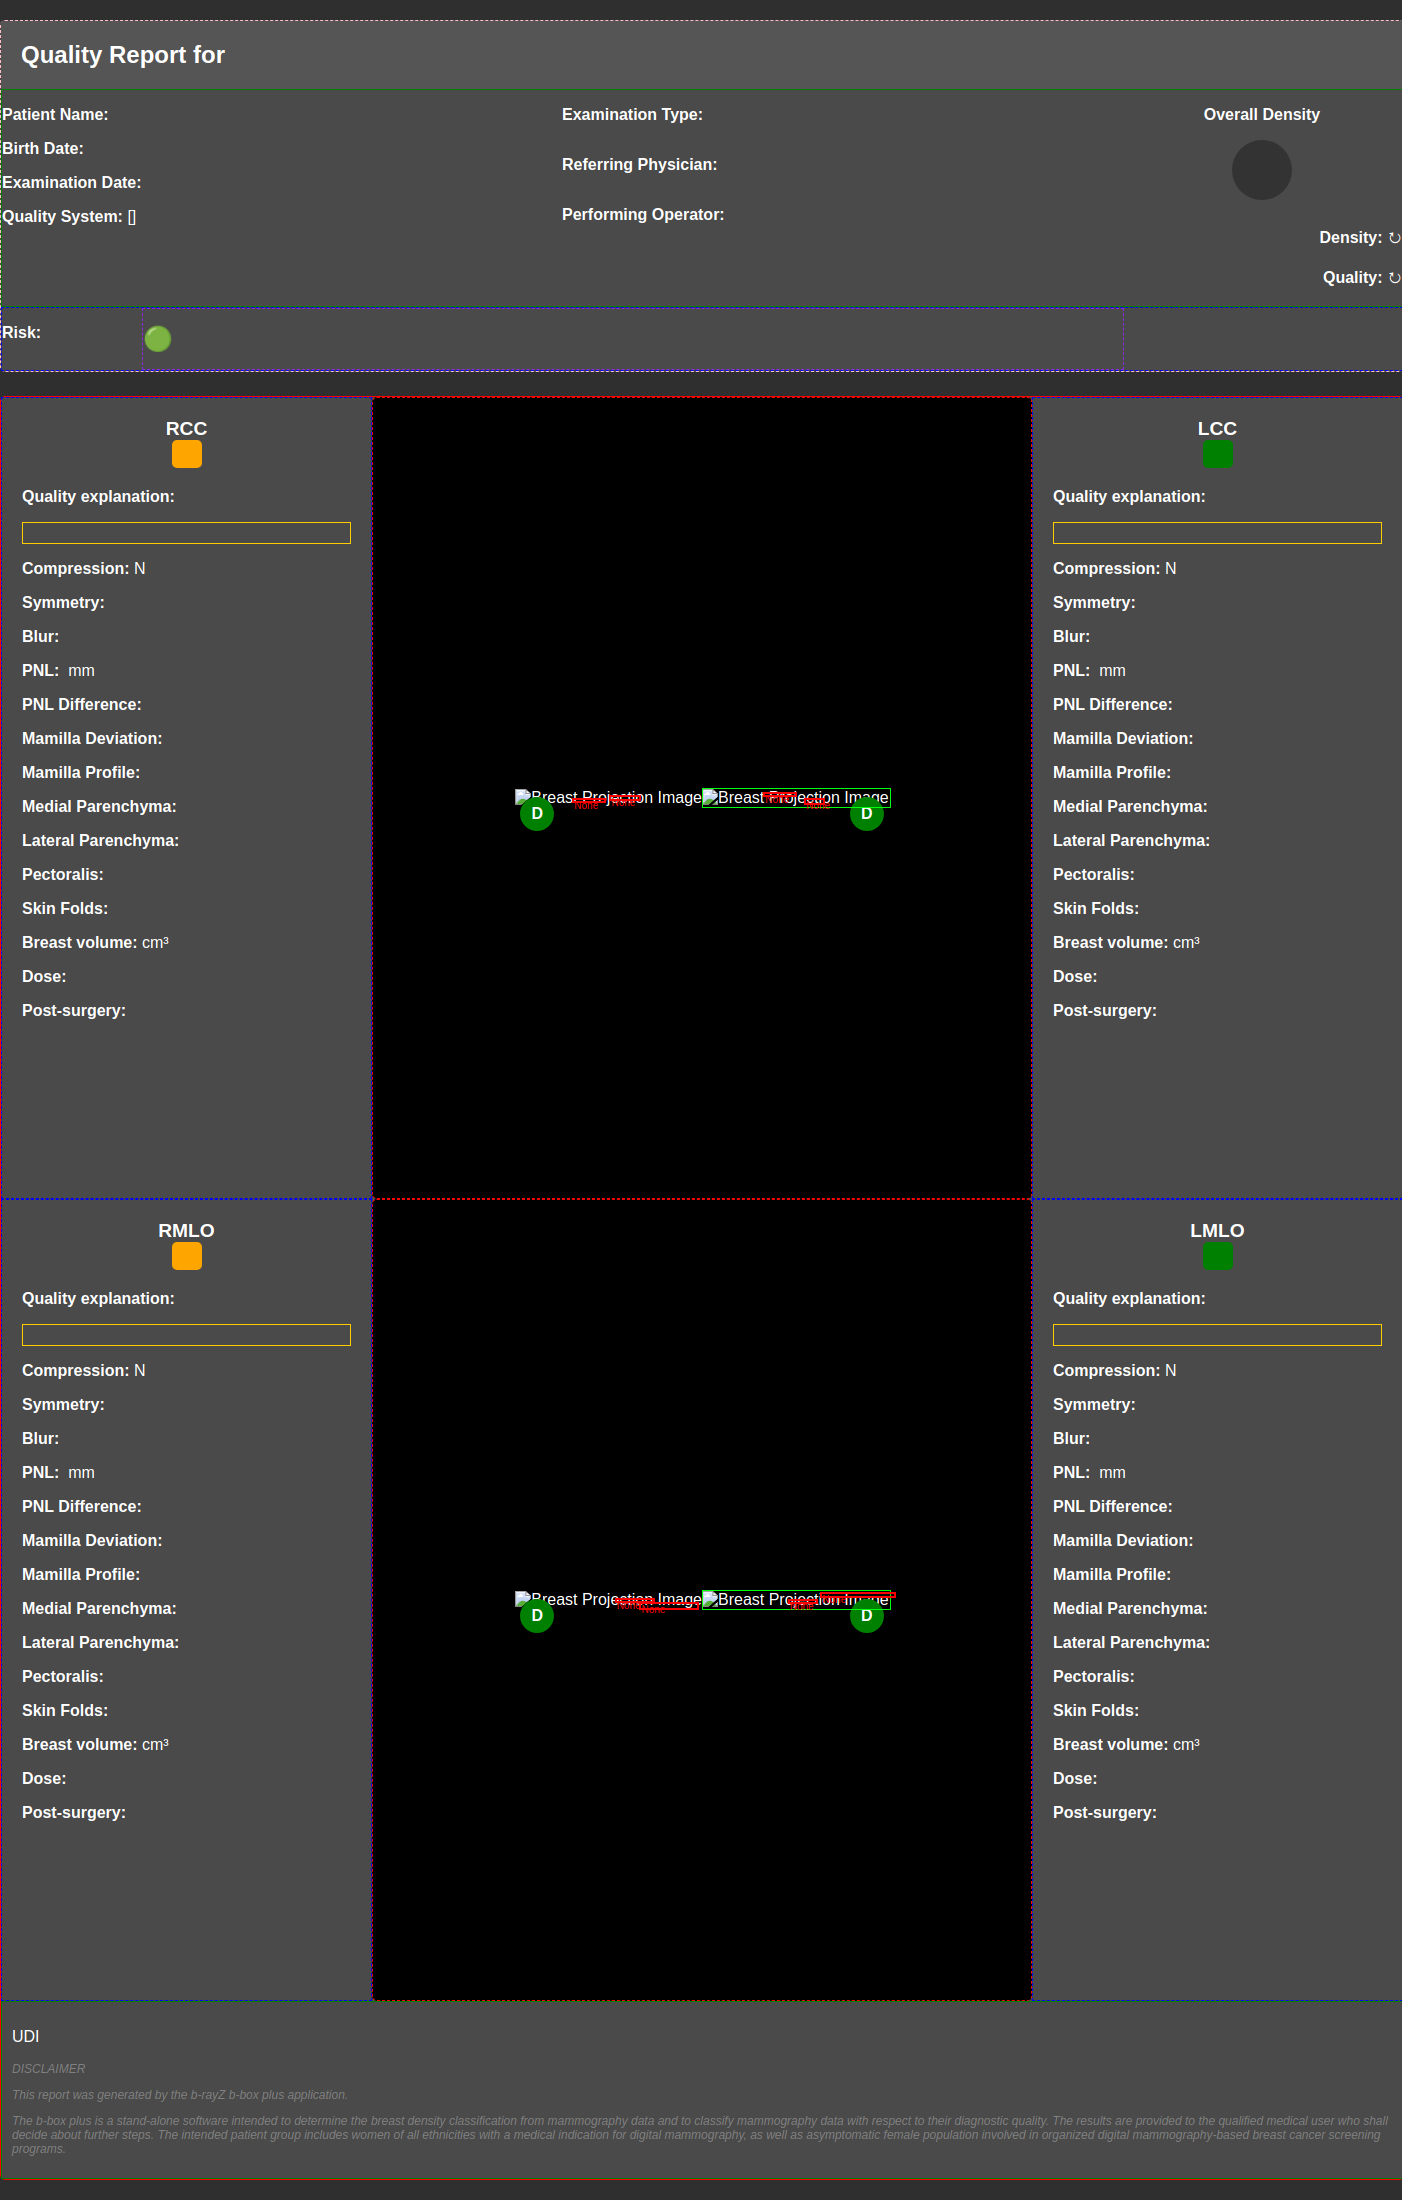 Quality Report for
Patient Name:
Birth Date:
Examination Date:
Quality System: []
Examination Type:
Referring Physician:
Performing Operator:
Overall Density
Density: ↻
Quality: ↻
Risk:
RCC
Quality explanation:
Compression: N
Symmetry:
Blur:
PNL: mm
PNL Difference:
Mamilla Deviation:
Mamilla Profile:
Medial Parenchyma:
Lateral Parenchyma:
Pectoralis:
Skin Folds:
Breast volume: cm³
Dose:
Post-surgery:
Breast Projection Image
Breast Projection Image
None
None
None
None
D
D
LCC
Quality explanation:
Compression: N
Symmetry:
Blur:
PNL: mm
PNL Difference:
Mamilla Deviation:
Mamilla Profile:
Medial Parenchyma:
Lateral Parenchyma:
Pectoralis:
Skin Folds:
Breast volume: cm³
Dose:
Post-surgery:
RMLO
Quality explanation:
Compression: N
Symmetry:
Blur:
PNL: mm
PNL Difference:
Mamilla Deviation:
Mamilla Profile:
Medial Parenchyma:
Lateral Parenchyma:
Pectoralis:
Skin Folds:
Breast volume: cm³
Dose:
Post-surgery:
Breast Projection Image
Breast Projection Image
None
None
D
D
LMLO
Quality explanation:
Compression: N
Symmetry:
Blur:
PNL: mm
PNL Difference:
Mamilla Deviation:
Mamilla Profile:
Medial Parenchyma:
Lateral Parenchyma:
Pectoralis:
Skin Folds:
Breast volume: cm³
Dose:
Post-surgery:
UDI
DISCLAIMER
This report was generated by the b-rayZ b-box plus application.
The b-box plus is a stand-alone software intended to determine the breast density classification from mammography data and to classify mammography data with respect to their diagnostic quality. The results are provided to the qualified medical user who shall
decide about further steps. The intended patient group includes women of all ethnicities with a medical indication for digital mammography, as well as asymptomatic female population involved in organized digital mammography-based breast cancer screening
programs.